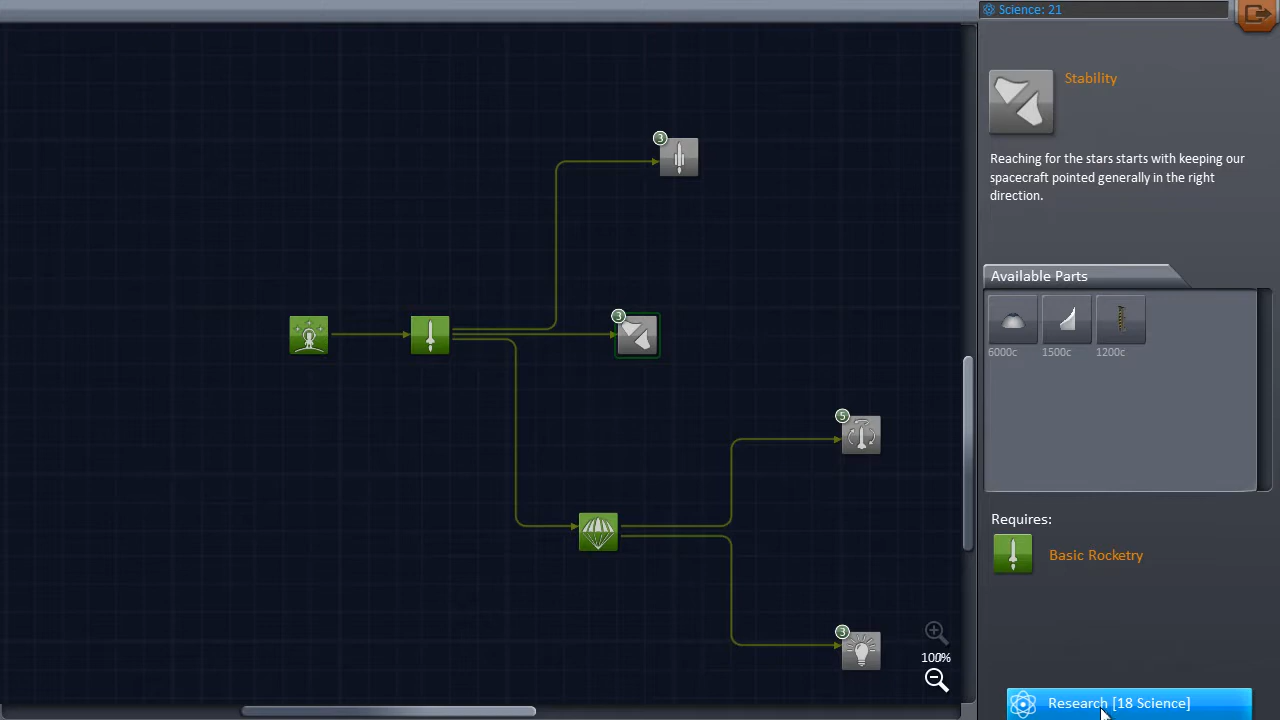 Science: 21
Stability
Reaching for the stars starts with keeping our
spacecraft pointed generally in the right
direction.
Available Parts
6000c 1500c 1200c
Requires:
Basic Rocketry
Research [18 Science]
3
3
5
3
100%